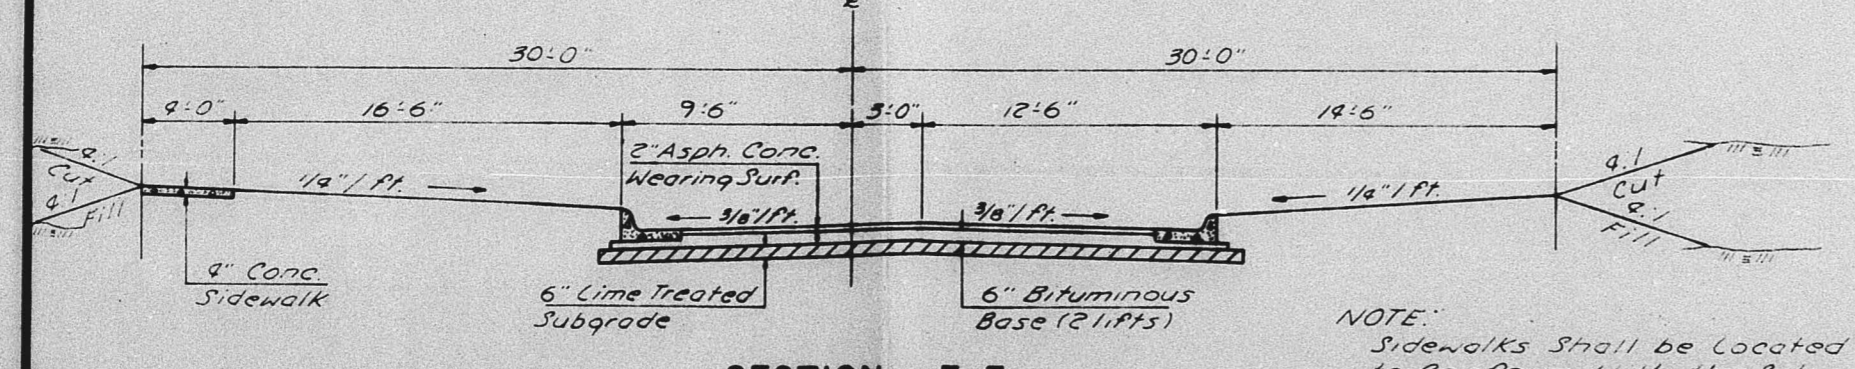 30'-0" 30'-0"
4'-0" 16'-6" 9'-6" 3'-0" 12'-6" 14'-6"
2" Asph. Conc.
Wearing Surf.
4:1
Cut
4:1
Fill
1/4"/ft.
3/8"/ft.
3/8"/ft.
1/4"/ft.
4:1
Cut
4:1
Fill
4" Conc.
Sidewalk
6" Lime Treated
Subgrade
6" Bituminous
Base (2 lifts)
NOTE:
Sidewalks Shall be Located
SECTION